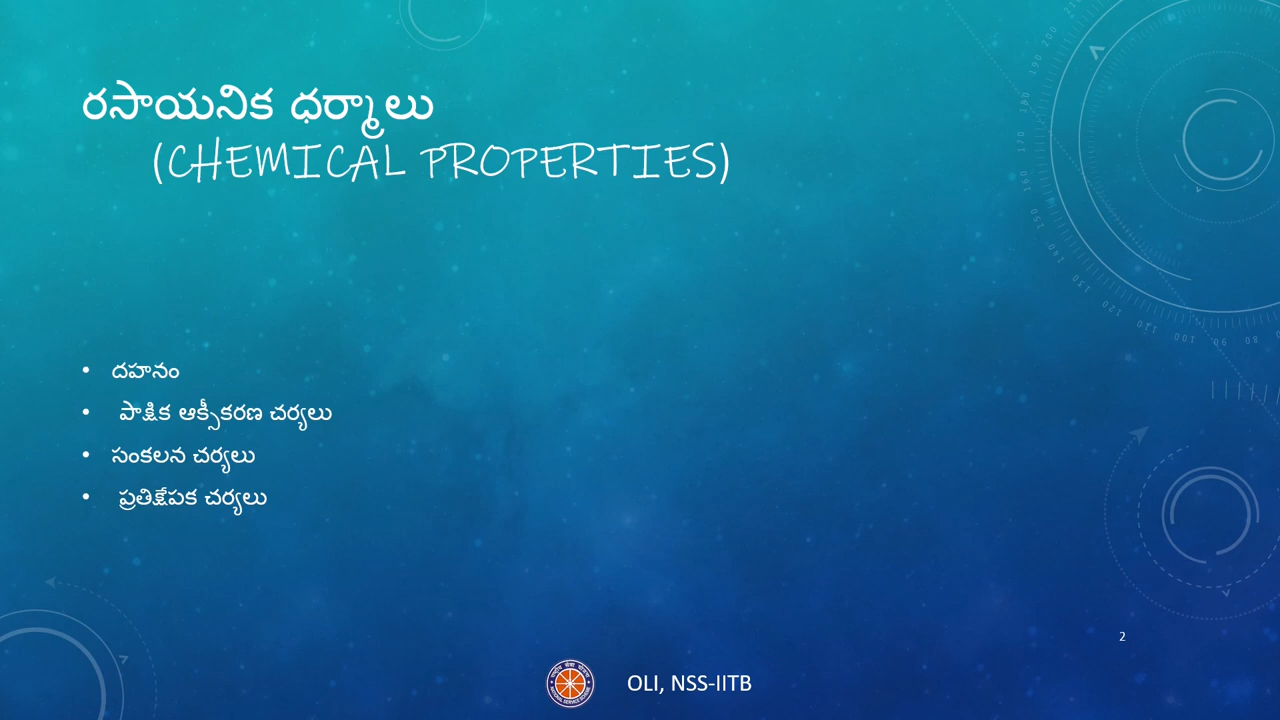 రసాయనిక ధర్మాలు
(CHEMICAL PROPERTIES)
• దహనం
• పాక్షిక ఆక్సీకరణ చర్యలు
• సంకలన చర్యలు
• ప్రతిక్షేపక చర్యలు
2
OLI, NSS-IITB